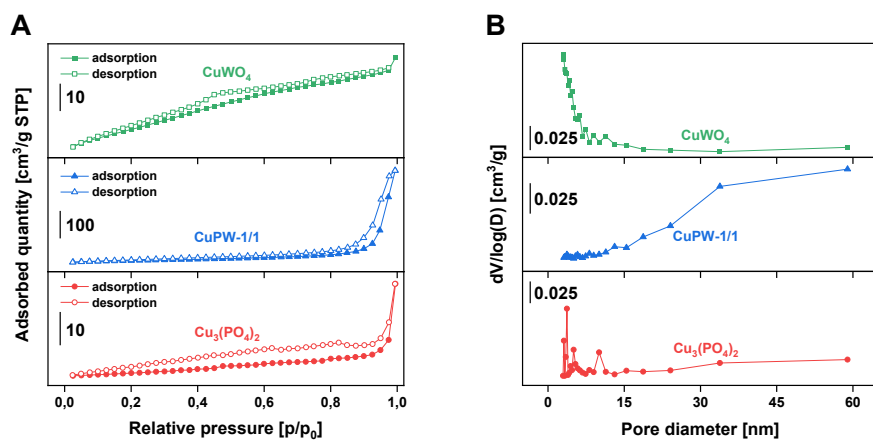 A
Adsorbed quantity [cm³/g STP]
adsorption
desorption
CuWO₄
10
adsorption
desorption
100
CuPW-1/1
adsorption
desorption
10
Cu₃(PO₄)₂
0,0 0,2 0,4 0,6 0,8 1,0
Relative pressure [p/p₀]
B
dV/log(D) [cm³/g]
0.025
CuWO₄
0.025
CuPW-1/1
0.025
Cu₃(PO₄)₂
0 15 30 45 60
Pore diameter [nm]